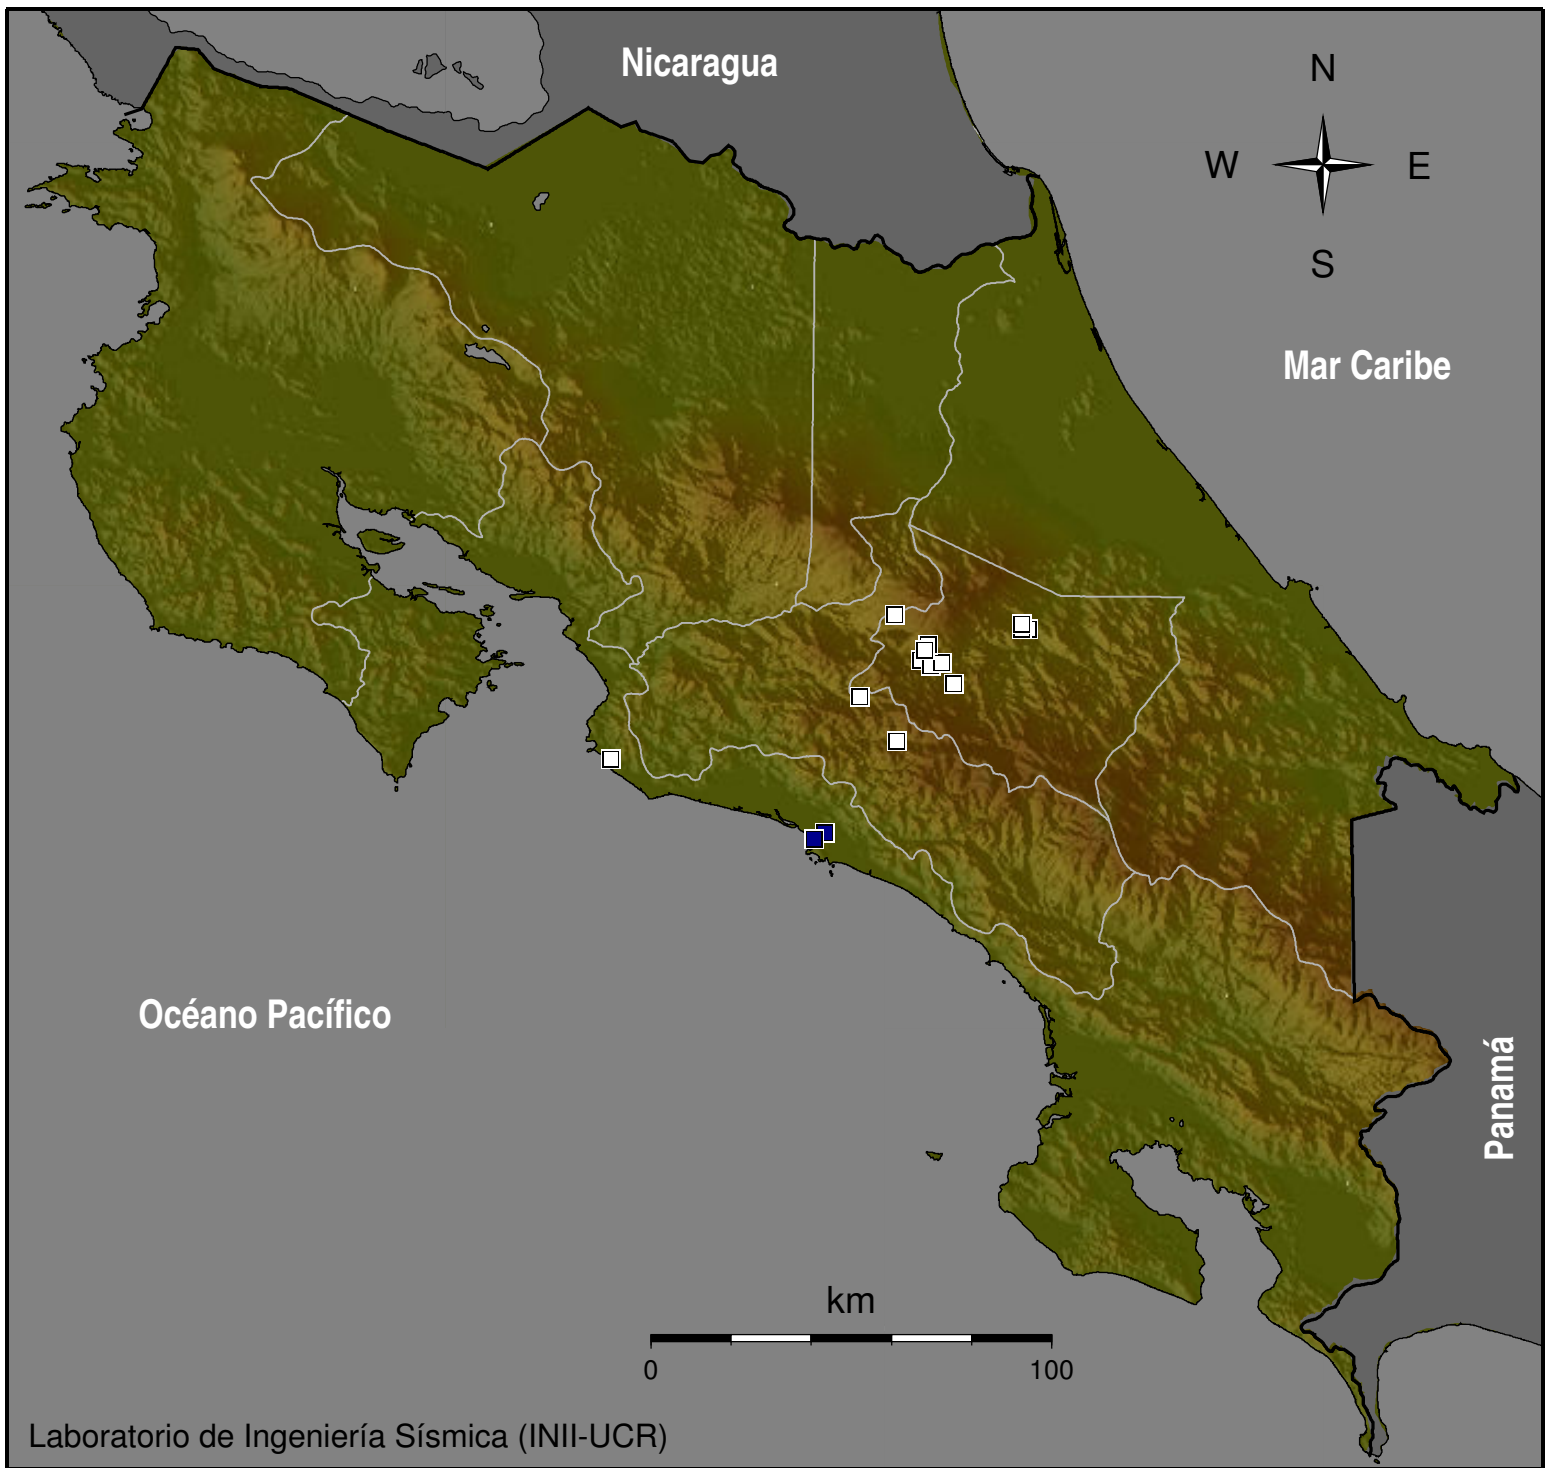 Nicaragua
N
W
E
S
Mar Caribe
Océano Pacífico
Panamá
km
0
100
Laboratorio de Ingeniería Sísmica (INII-UCR)